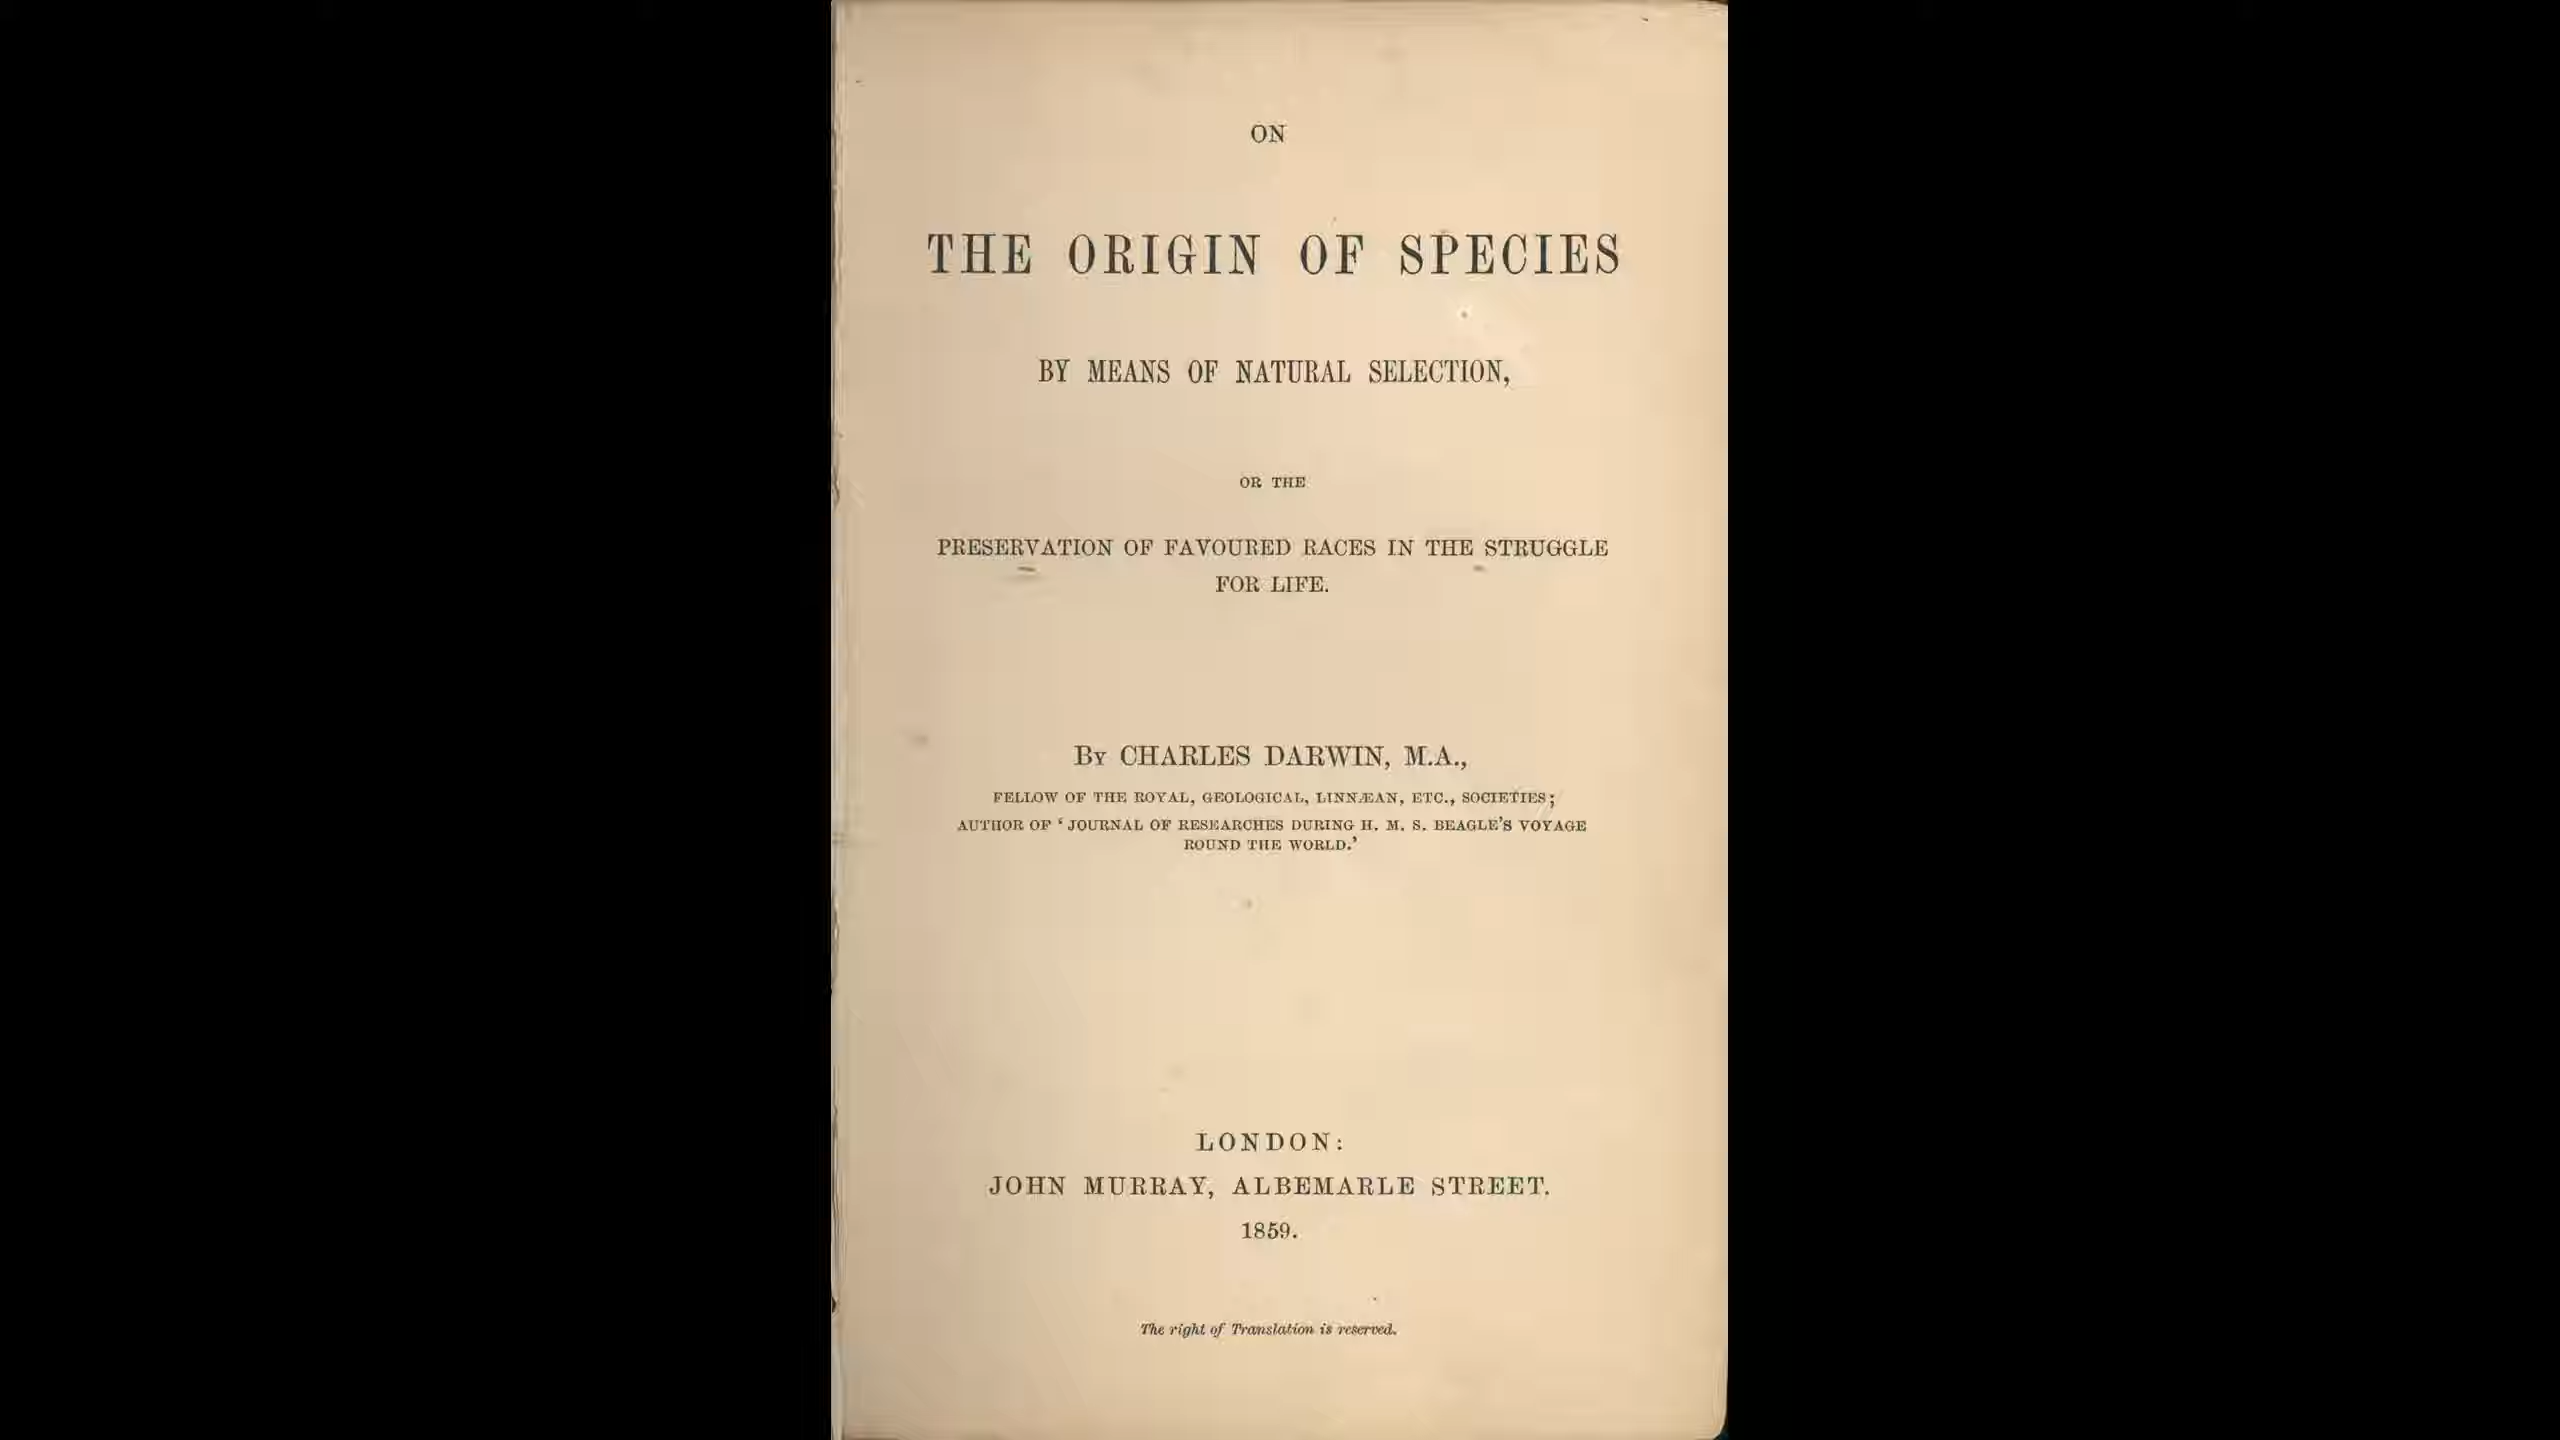 ON
THE ORIGIN OF SPECIES
BY MEANS OF NATURAL SELECTION,
OR THE
PRESERVATION OF FAVOURED RACES IN THE STRUGGLE
FOR LIFE.
By CHARLES DARWIN, M.A.,
FELLOW OF THE ROYAL, GEOLOGICAL, LINNÆAN, ETC., SOCIETIES;
AUTHOR OF ‘ JOURNAL OF RESEARCHES DURING H. M. S. BEAGLE’S VOYAGE
ROUND THE WORLD.’
LONDON:
JOHN MURRAY, ALBEMARLE STREET.
1859.
The right of Translation is reserved.